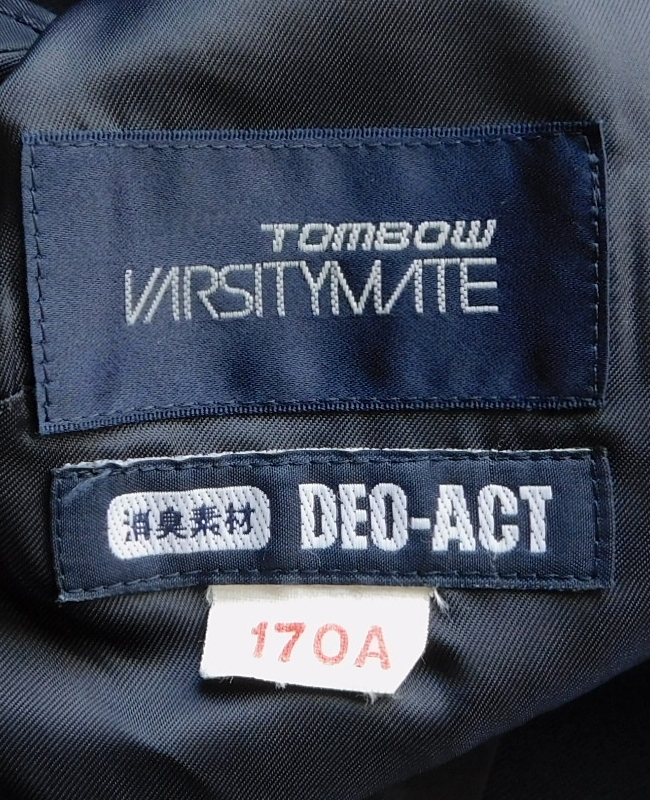 TOMBOW
VARSITYMATE
消臭素材 DEO-ACT
170A